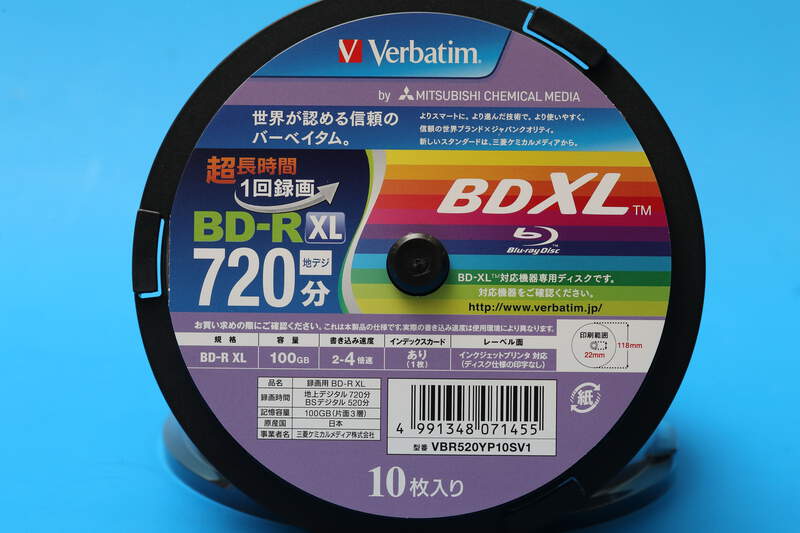 Verbatim
by MITSUBISHI CHEMICAL MEDIA
世界が認める信頼の
バーベイタム。
よりスマートに、より進んだ技術で、より使いやすく。
信頼の世界ブランド×ジャパンクオリティ。
新しいスタンダードは、三菱ケミカルメディアから。
超長時間
1回録画
BD-R XL
720分
地デジ
BDXL™
Blu-ray Disc
BD-XL™対応機器専用ディスクです。
対応機器をご確認ください。
http://www.verbatim.jp/
お買い求めの際にご確認ください。これは本製品の仕様です。実際の書き込み速度は使用環境により異なります。
規格 容量 書き込み速度 インデックスカード レーベル面
BD-R XL 100GB 2-4倍速 あり(1枚) インクジェットプリンタ対応
(ディスク仕様の印字なし)
印刷範囲
22mm
118mm
品名 録画用 BD-R XL
録画時間 地上デジタル 720分
BSデジタル 520分
記憶容量 100GB(片面3層)
原産国 日本
事業者名 三菱ケミカルメディア株式会社
4 991348 071455
型番 VBR520YP10SV1
紙
10枚入り